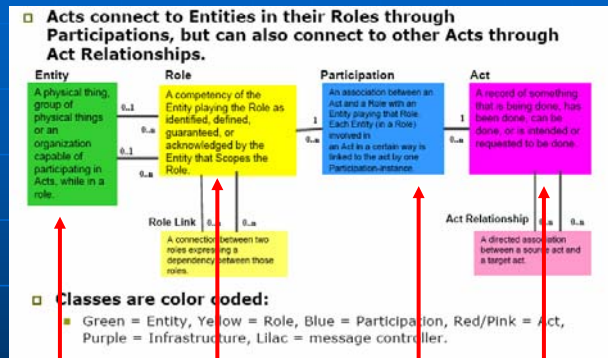 Acts connect to Entities in their Roles through
Participations, but can also connect to other Acts through
Act Relationships.
Entity
Role
Participation
Act
A physical thing,
group of
physical things
or an
organization
capable of
participating in
Acts, while in a
role.
0..1
0..n
0..1
0..n
A competency of the
Entity playing the Role as
identified, defined,
guaranteed, or
acknowledged by the
Entity that Scopes the
Role.
1
0..n
An association between an
Act and a Role with an
Entity playing that Role.
Each Entity (in a Role)
involved in
an Act in a certain way is
linked to the act by one
Participation-instance.
1
0..n
A record of something
that is being done, has
been done, can be
done, or is intended or
requested to be done.
Role Link
0..n
0..n
A connection between two
roles expressing a
dependency between those
roles.
Act Relationship
0..n
0..n
A directed association
between a source act and
a target act.
Classes are color coded:
Green = Entity, Yellow = Role, Blue = Participation, Red/Pink = Act,
Purple = Infrastructure, Lilac = message controller.